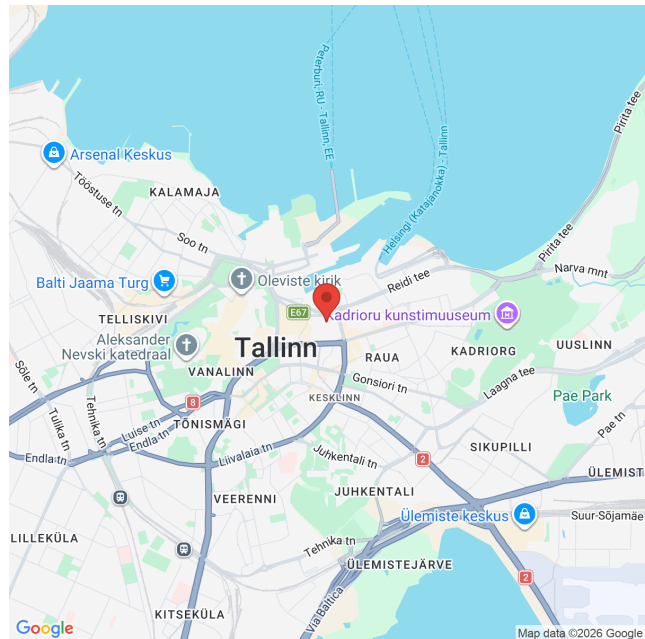 Peterburi, RU - Tallinn, EE
Helsingi (Katajanokka) - Tallinn
Pirita tee
Arsenal Keskus
Tööstuse tn
KALAMAJA
Soo tn
Pirita tee
Narva mnt
Balti Jaama Turg
Oleviste kirik
Reidi tee
TELLISKIVI
E67
Kadrioru kunstimuuseum
Aleksander
Nevski katedraal
Tallinn
RAUA
KADRIORG
UUSLINN
Sõle tn
VANALINN
Gonsiori tn
Laagna tee
Pae Park
Tulika tn
Tehnika tn
8
KESKLINN
Luise tn
TÕNISMÄGI
Pae tn
Endla tn
Endla tn
Liivalaia tn
Juhkentali tn
2
SIKUPILLI
ÜLEMIST
VEERENNI
JUHKENTALI
LILLEKÜLA
Ülemiste keskus
Suur-Sõjamäe
Tehnika tn
ÜLEMISTEJÄRVE
2
KITSEKÜLA
Via Baltica
Google
Map data ©2026 Google